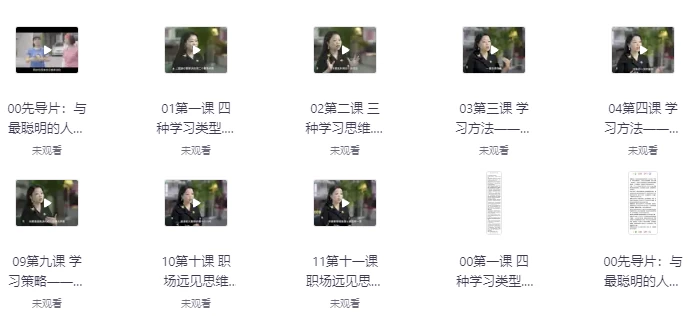 00先导片：与
最聪明的人...
未观看
01第一课 四
种学习类型....
未观看
02第二课 三
种学习思维....
未观看
03第三课 学
习方法——...
未观看
04第四课 学
习方法——...
未观看
09第九课 学
习策略——...
未观看
10第十课 职
场远见思维..
未观看
11第十一课
职场远见思...
未观看
00第一课 四
种学习类型....
00先导片：与
最聪明的人...